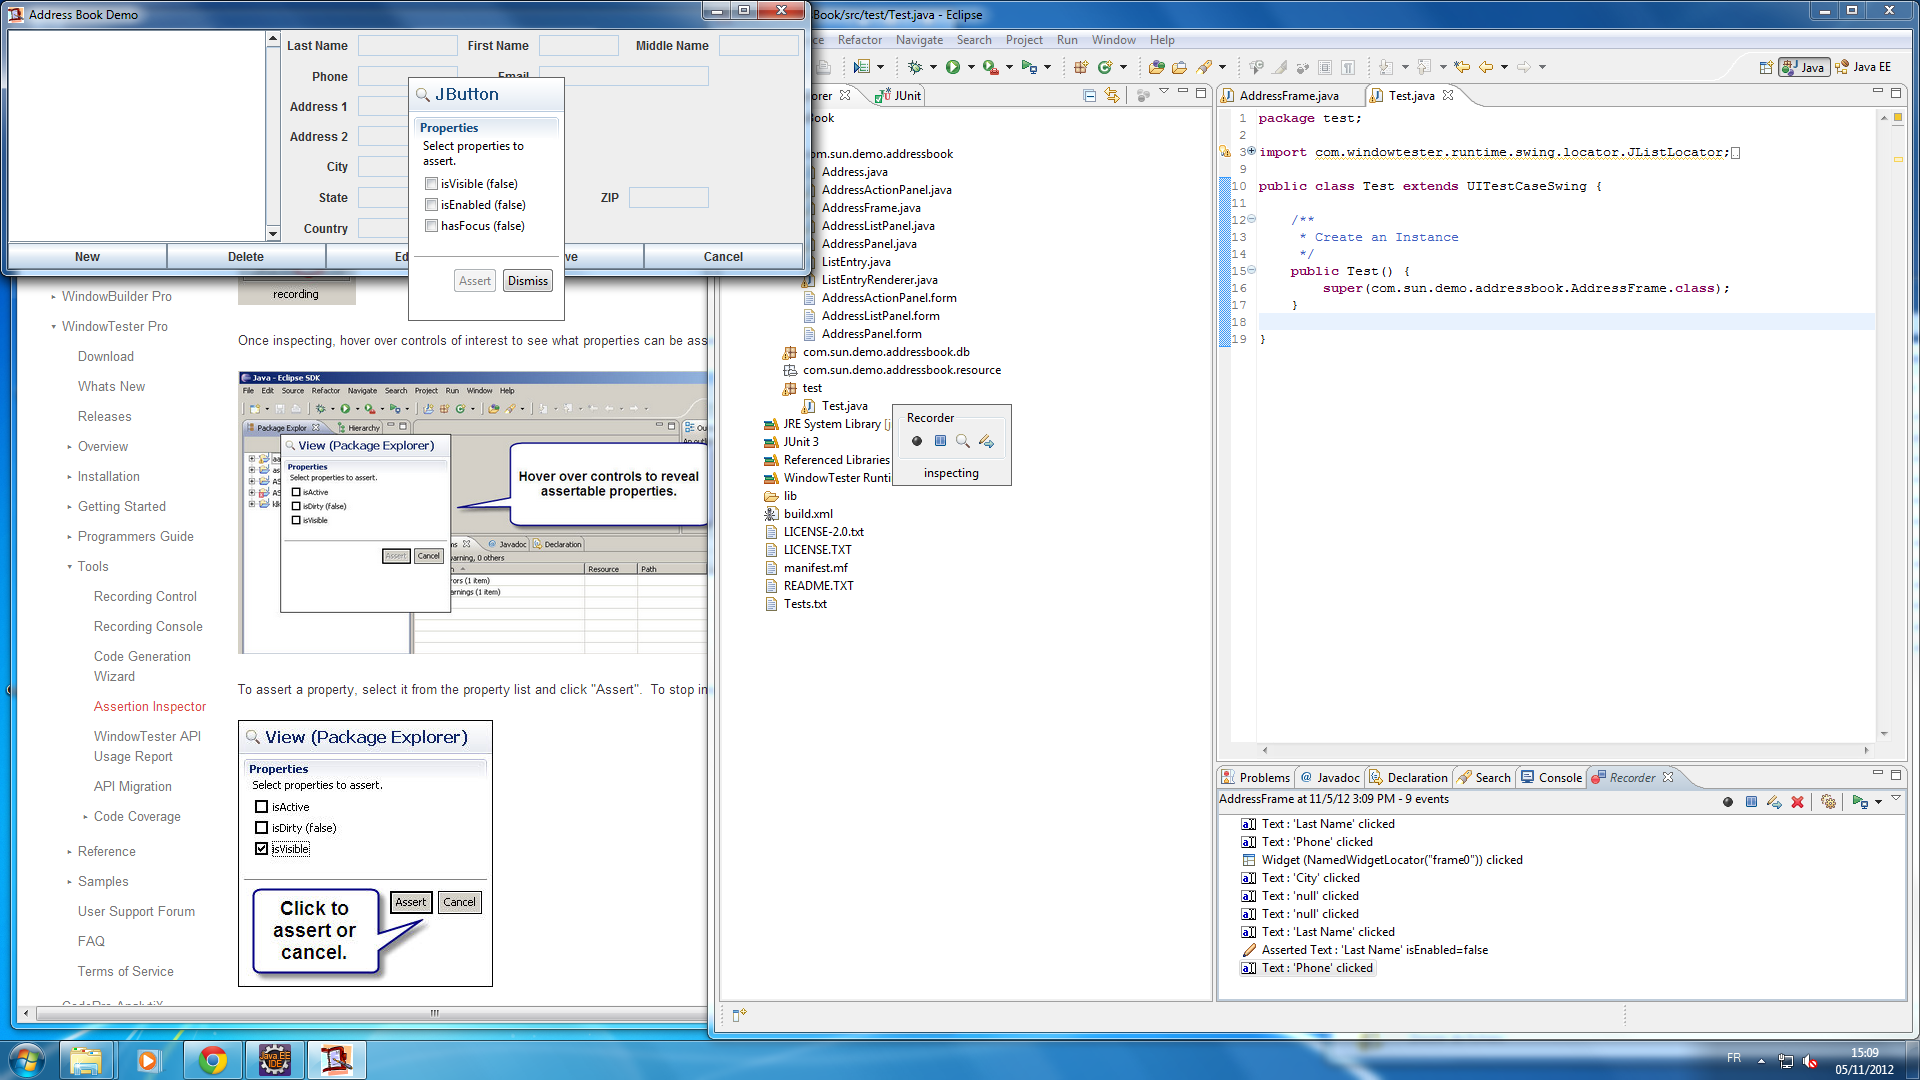 Address Book Demo
Last Name
First Name
Middle Name
Phone
Email
Address 1
Address 2
City
State
ZIP
Country
New
Delete
Cancel
JButton
Properties
Select properties to
assert.
isVisible (false)
isEnabled (false)
hasFocus (false)
Assert
Dismiss
Book/src/test/Test.java - Eclipse
Refactor
Navigate
Search
Project
Run
Window
Help
Java
Java EE
JUnit
Book
com.sun.demo.addressbook
Address.java
AddressActionPanel.java
AddressFrame.java
AddressListPanel.java
AddressPanel.java
ListEntry.java
ListEntryRenderer.java
AddressActionPanel.form
AddressListPanel.form
AddressPanel.form
com.sun.demo.addressbook.db
com.sun.demo.addressbook.resource
test
Test.java
JRE System Library [j
JUnit 3
Referenced Libraries
WindowTester Runti
lib
build.xml
LICENSE-2.0.txt
LICENSE.TXT
manifest.mf
README.TXT
Tests.txt
Recorder
inspecting
AddressFrame.java
Test.java
1 package test;
2
3 import com.windowtester.runtime.swing.locator.JListLocator;
9
10 public class Test extends UITestCaseSwing {
11
12 /**
13 * Create an Instance
14 */
15 public Test() {
16 super(com.sun.demo.addressbook.AddressFrame.class);
17 }
18
19 }
Problems
Javadoc
Declaration
Search
Console
Recorder
AddressFrame at 11/5/12 3:09 PM - 9 events
Text : 'Last Name' clicked
Text : 'Phone' clicked
Widget (NamedWidgetLocator("frame0")) clicked
Text : 'City' clicked
Text : 'null' clicked
Text : 'null' clicked
Text : 'Last Name' clicked
Asserted Text : 'Last Name' isEnabled=false
Text : 'Phone' clicked
WindowBuilder Pro
WindowTester Pro
Download
Whats New
Releases
Overview
Installation
Getting Started
Programmers Guide
Tools
Recording Control
Recording Console
Code Generation
Wizard
Assertion Inspector
WindowTester API
Usage Report
API Migration
Code Coverage
Reference
Samples
User Support Forum
FAQ
Terms of Service
recording
Once inspecting, hover over controls of interest to see what properties can be ass
Java - Eclipse SDK
File Edit Source Refactor Navigate Search Project Run Window Help
Package Explor
Hierarchy
View (Package Explorer)
Properties
Select properties to assert.
isActive
isDirty (false)
isVisible
Assert
Cancel
Hover over controls to reveal
assertable properties.
Javadoc
Declaration
arning, 0 others
Resource
Path
rors (1 item)
arnings (1 item)
To assert a property, select it from the property list and click "Assert". To stop in
View (Package Explorer)
Properties
Select properties to assert.
isActive
isDirty (false)
isVisible
Assert
Cancel
Click to
assert or
cancel.
Java EE
IDE
FR
15:09
05/11/2012